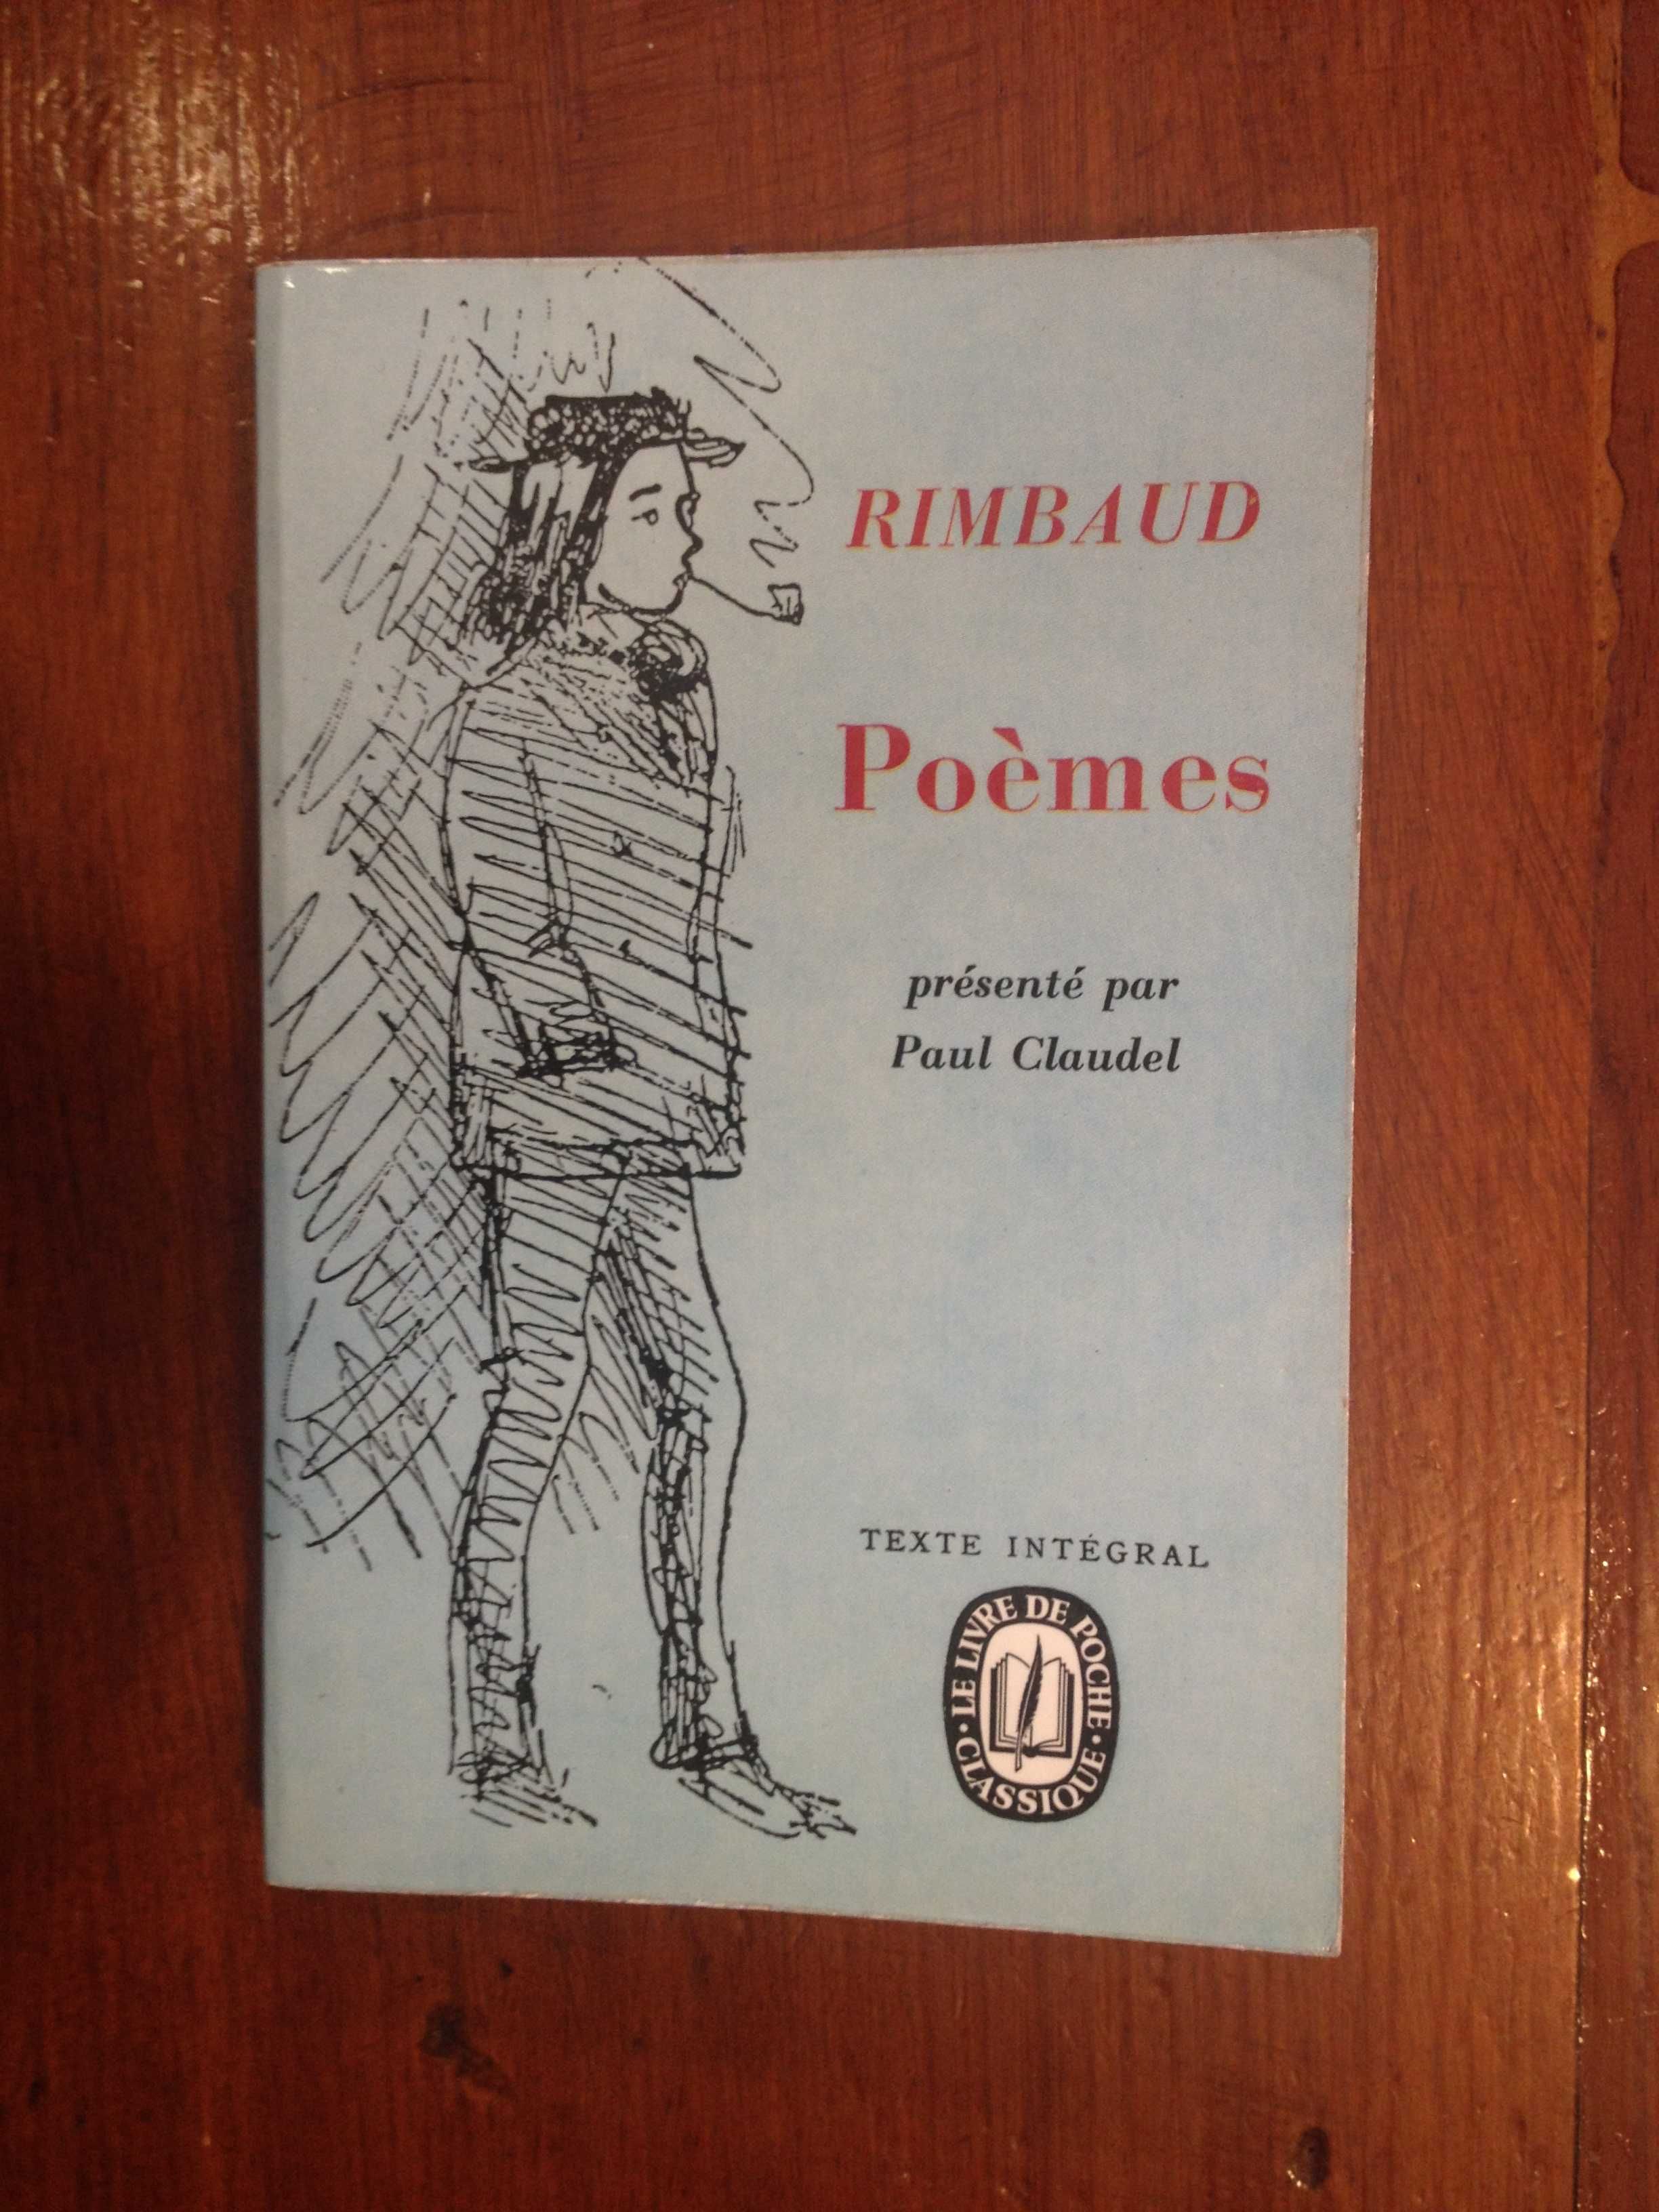 RIMBAUD
Poèmes
présenté par
Paul Claudel
TEXTE INTÉGRAL
LE LIVRE DE POCHE
• CLASSIQUE •